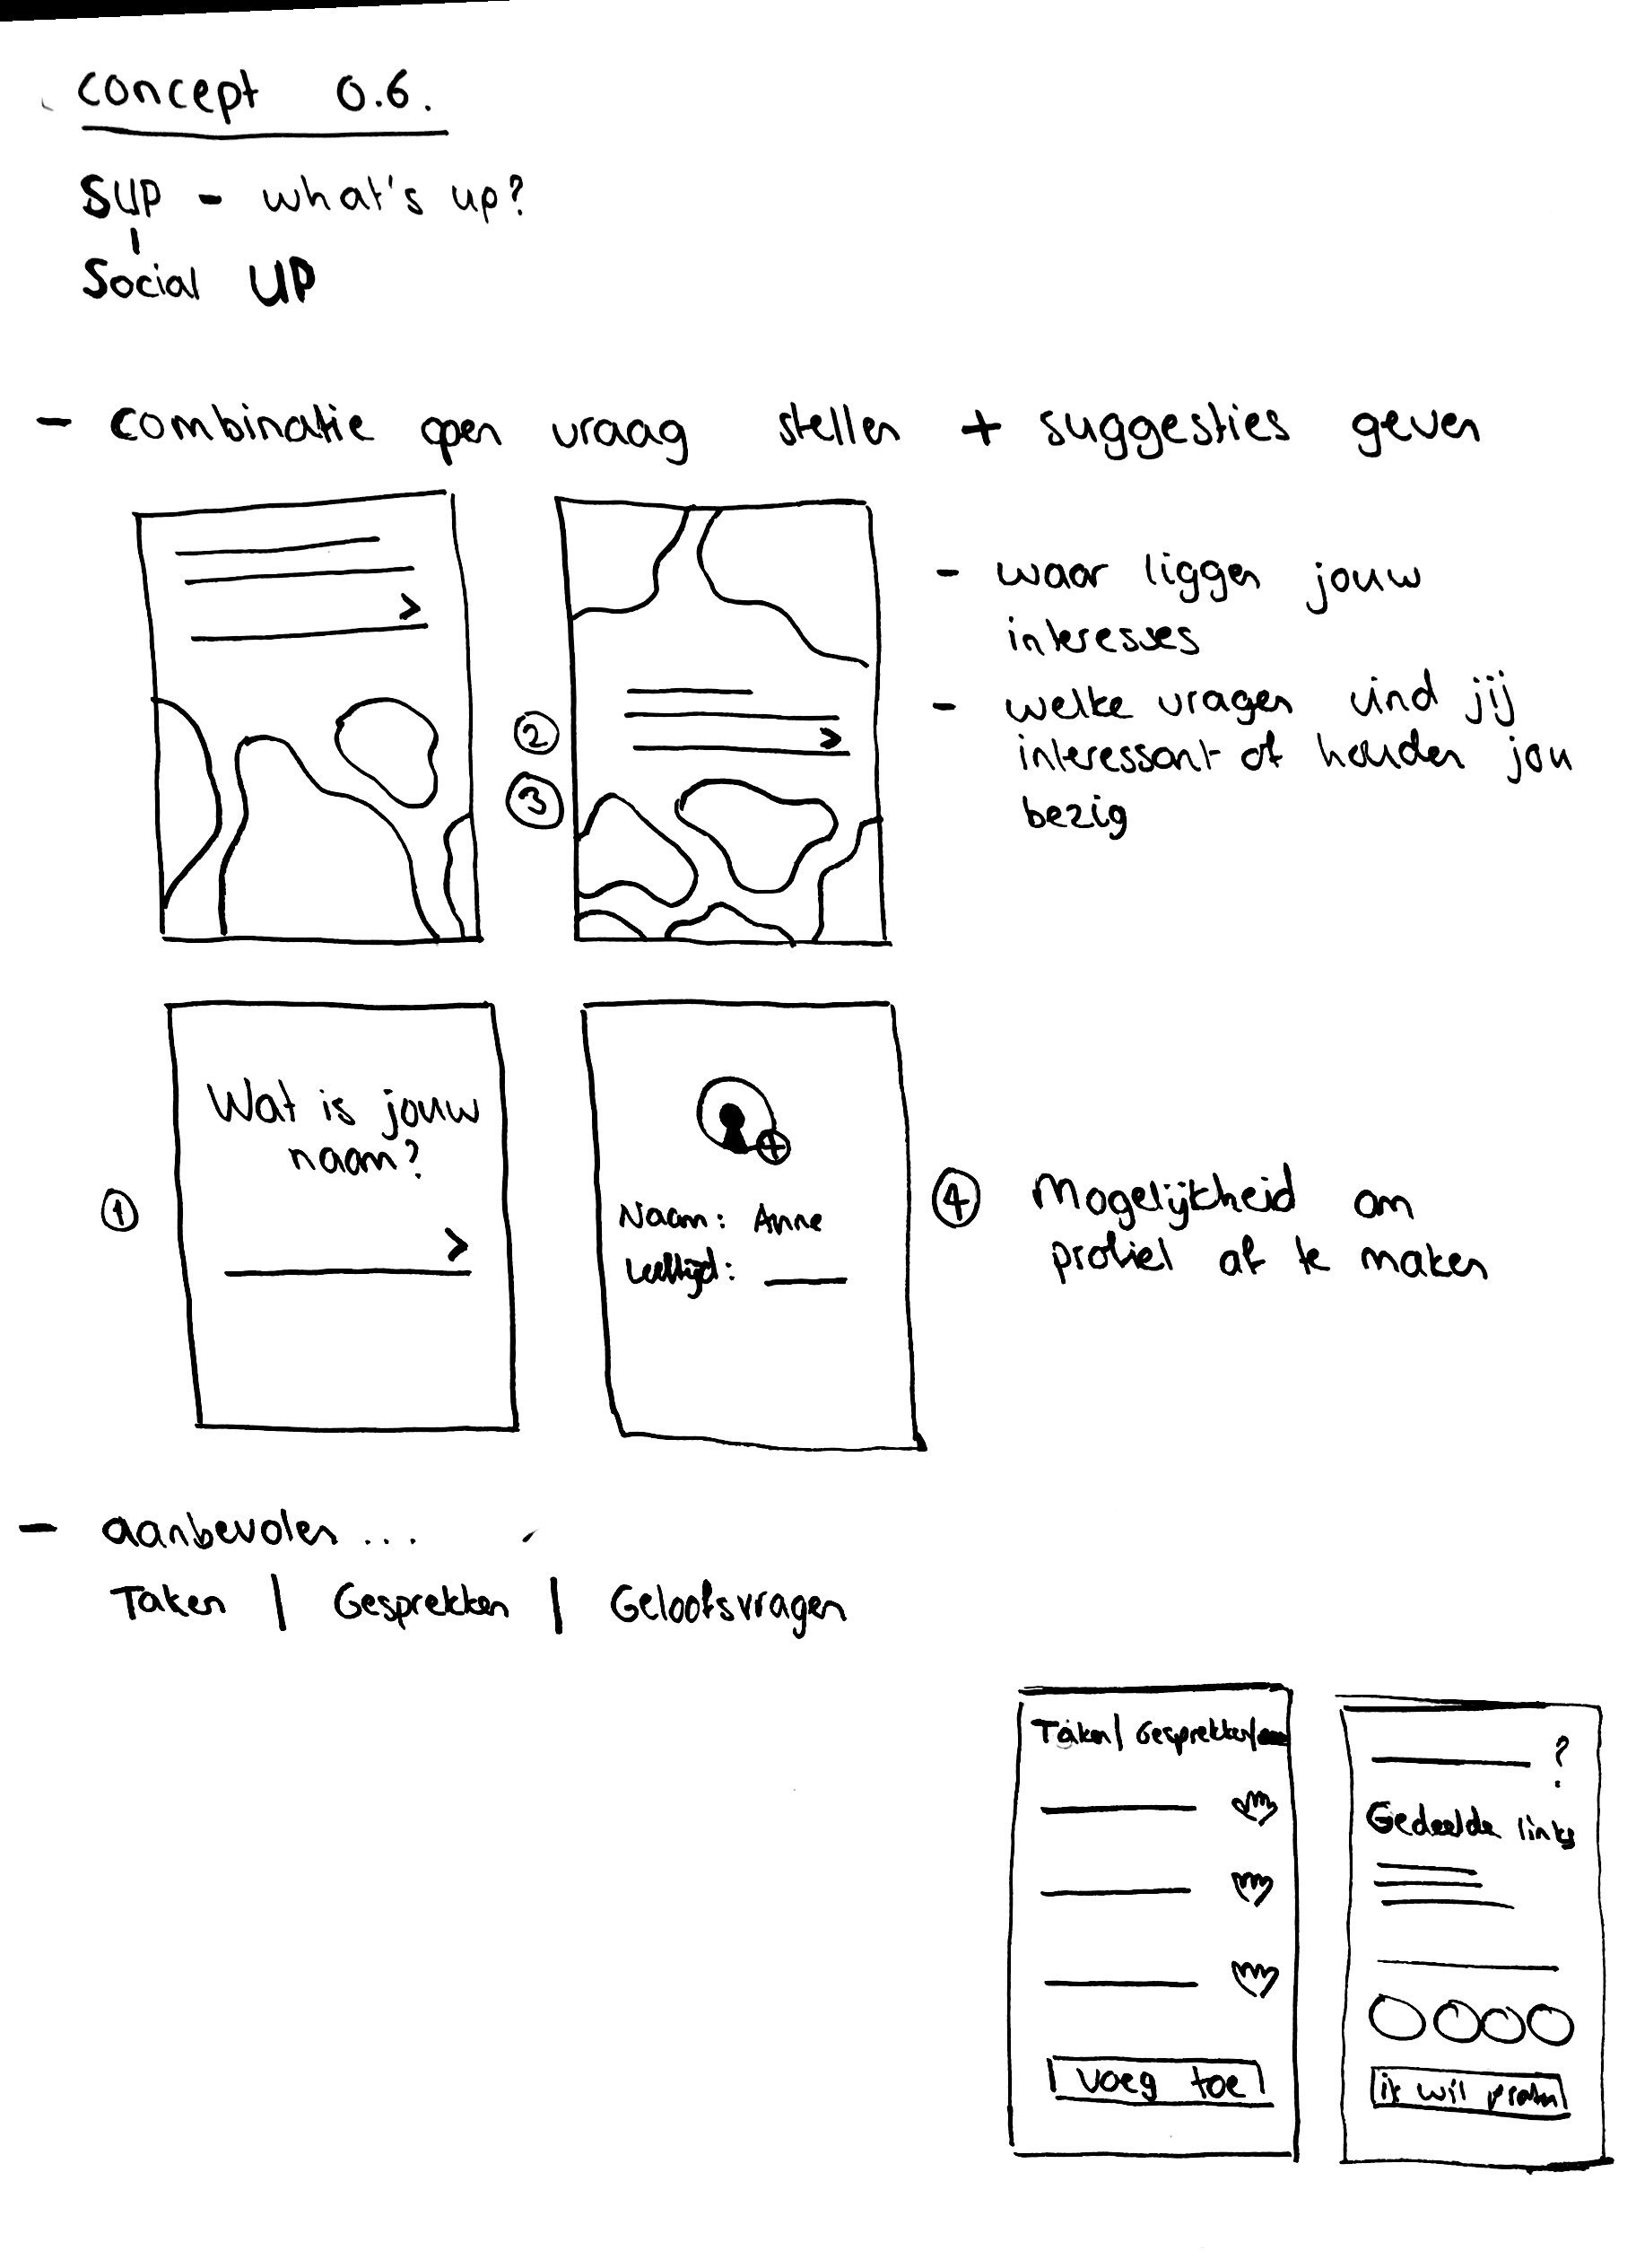 concept 0.6.
SUP - what's up?
Social UP
- combinatie open vraag stellen + suggesties geven
>
②
③
>
- waar liggen jouw
interesses
- welke vragen vind jij
interessant of houden jou
bezig
①
Wat is jouw
naam?
>
Naam: Anne
Leeftijd:
④ Mogelijkheid om
profiel af te maken
- aanbevolen ...
Taken | Gesprekken | Geloofsvragen
Taken| Gesprekken|
voeg toe
?
Gedeelde links
ik wil praten